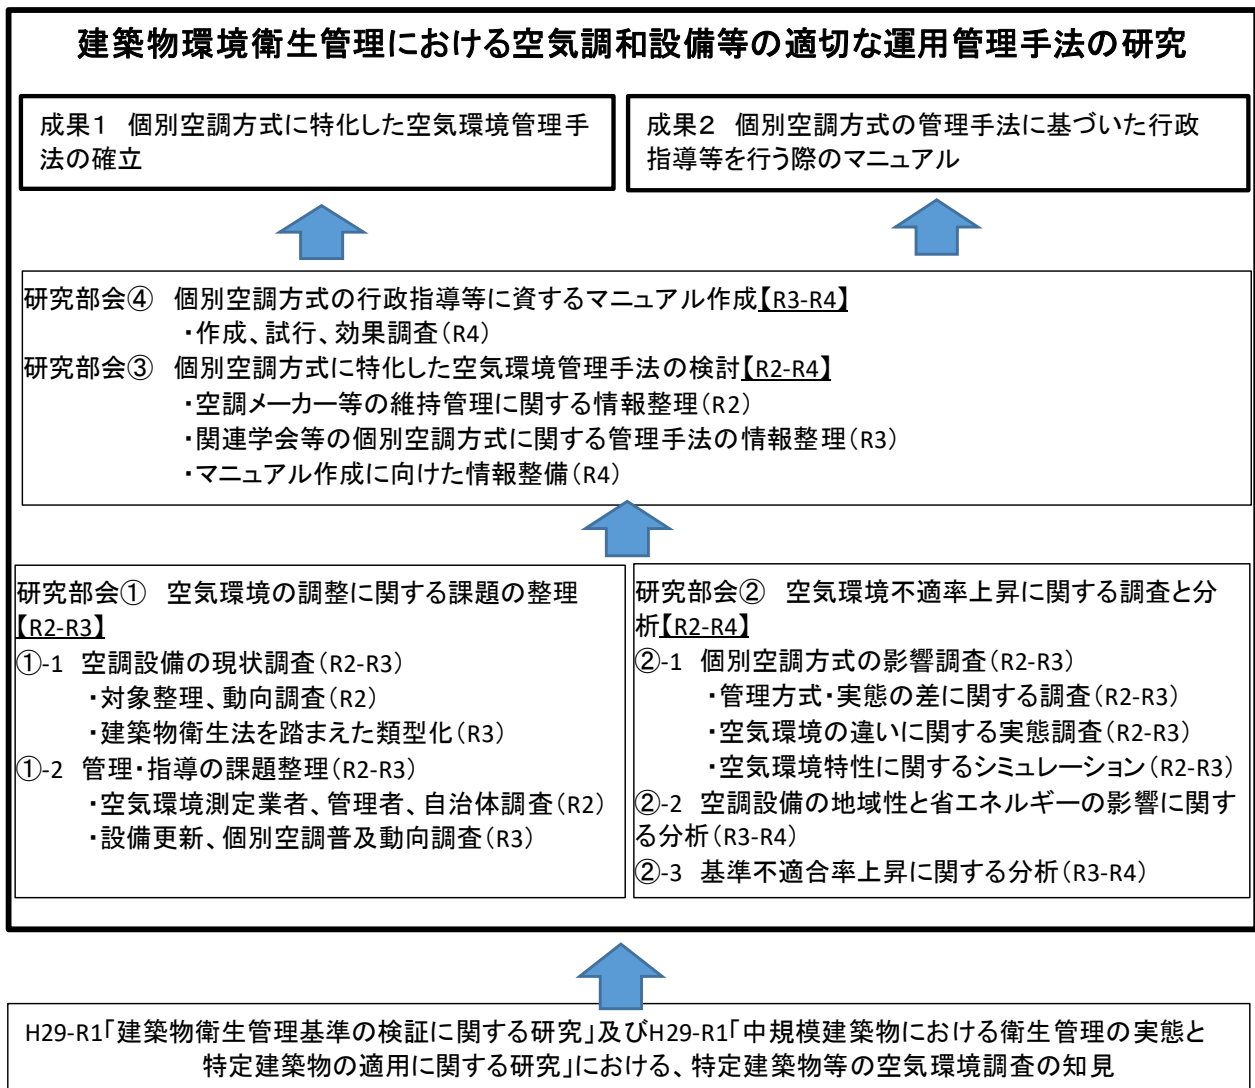 建築物環境衛生管理における空気調和設備等の適切な運用管理手法の研究
成果1 個別空調方式に特化した空気環境管理手
法の確立
成果2 個別空調方式の管理手法に基づいた行政
指導等を行う際のマニュアル
研究部会④ 個別空調方式の行政指導等に資するマニュアル作成【R3-R4】
・作成、試行、効果調査(R4)
研究部会③ 個別空調方式に特化した空気環境管理手法の検討【R2-R4】
・空調メーカー等の維持管理に関する情報整理(R2)
・関連学会等の個別空調方式に関する管理手法の情報整理(R3)
・マニュアル作成に向けた情報整備(R4)
研究部会① 空気環境の調整に関する課題の整理
【R2-R3】
①-1 空調設備の現状調査(R2-R3)
・対象整理、動向調査(R2)
・建築物衛生法を踏まえた類型化(R3)
①-2 管理・指導の課題整理(R2-R3)
・空気環境測定業者、管理者、自治体調査(R2)
・設備更新、個別空調普及動向調査(R3)
研究部会② 空気環境不適率上昇に関する調査と分
析【R2-R4】
②-1 個別空調方式の影響調査(R2-R3)
・管理方式・実態の差に関する調査(R2-R3)
・空気環境の違いに関する実態調査(R2-R3)
・空気環境特性に関するシミュレーション(R2-R3)
②-2 空調設備の地域性と省エネルギーの影響に関す
る分析(R3-R4)
②-3 基準不適合率上昇に関する分析(R3-R4)
H29-R1「建築物衛生管理基準の検証に関する研究」及びH29-R1「中規模建築物における衛生管理の実態と
特定建築物の適用に関する研究」における、特定建築物等の空気環境調査の知見